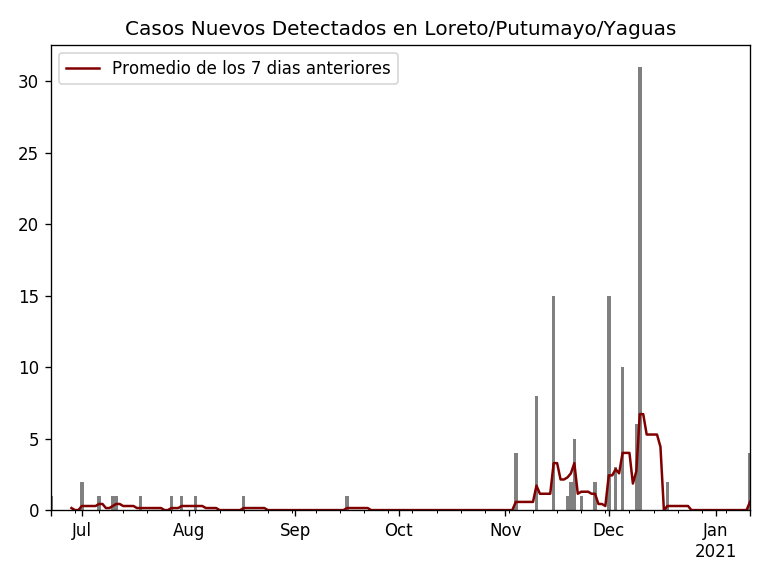 Casos Nuevos Detectados en Loreto/Putumayo/Yaguas
Promedio de los 7 dias anteriores
30
25
20
15
10
5
0
Jul Aug Sep Oct Nov Dec Jan
2021